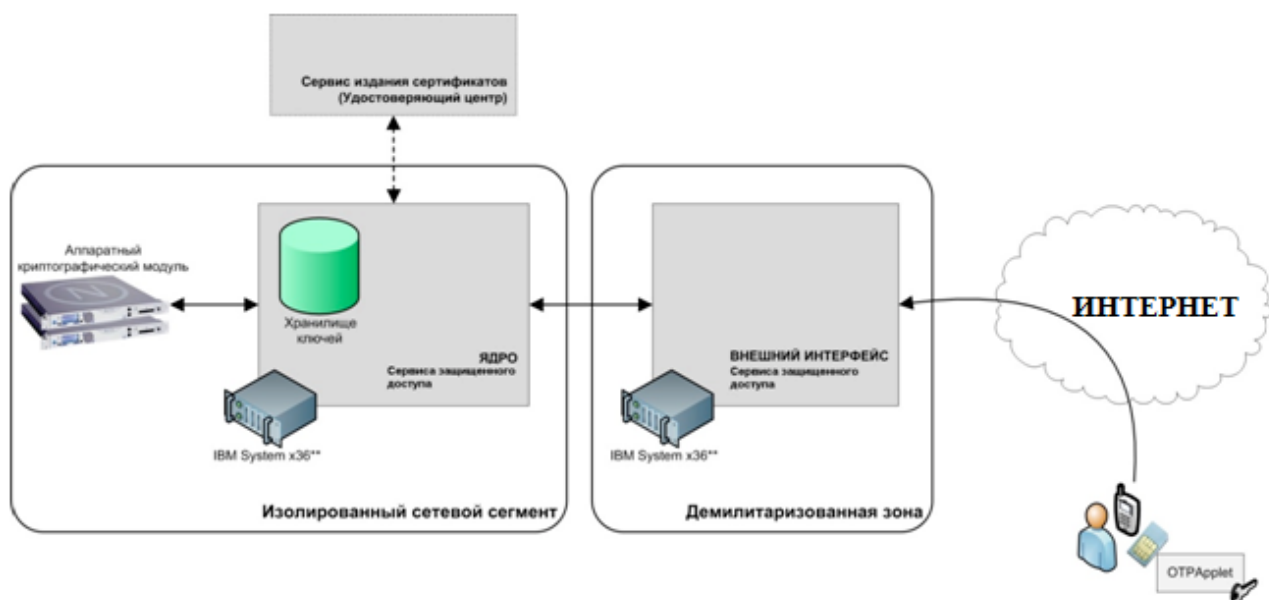 Сервис издания сертификатов
(Удостоверяющий центр)
Аппаратный
криптографический модуль
Хранилище
ключей
ЯДРО
Сервиса защищенного
доступа
IBM System x36**
Изолированный сетевой сегмент
ВНЕШНИЙ ИНТЕРФЕЙС
Сервиса защищенного
доступа
IBM System x36**
Демилитаризованная зона
ИНТЕРНЕТ
OTPApplet